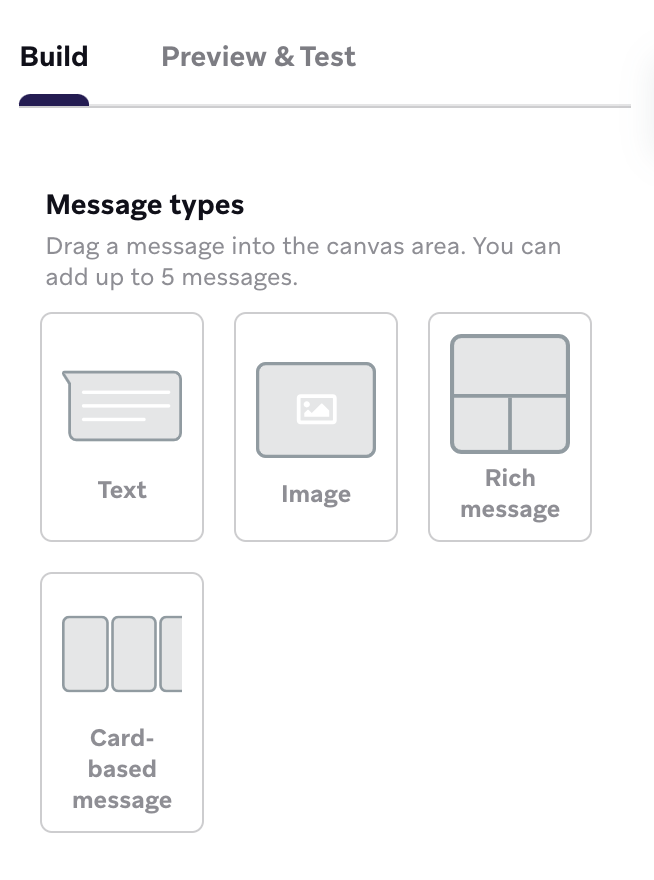 Build
Preview & Test
Message types
Drag a message into the canvas area. You can
add up to 5 messages.
Text
Image
Rich
message
Card-
based
message